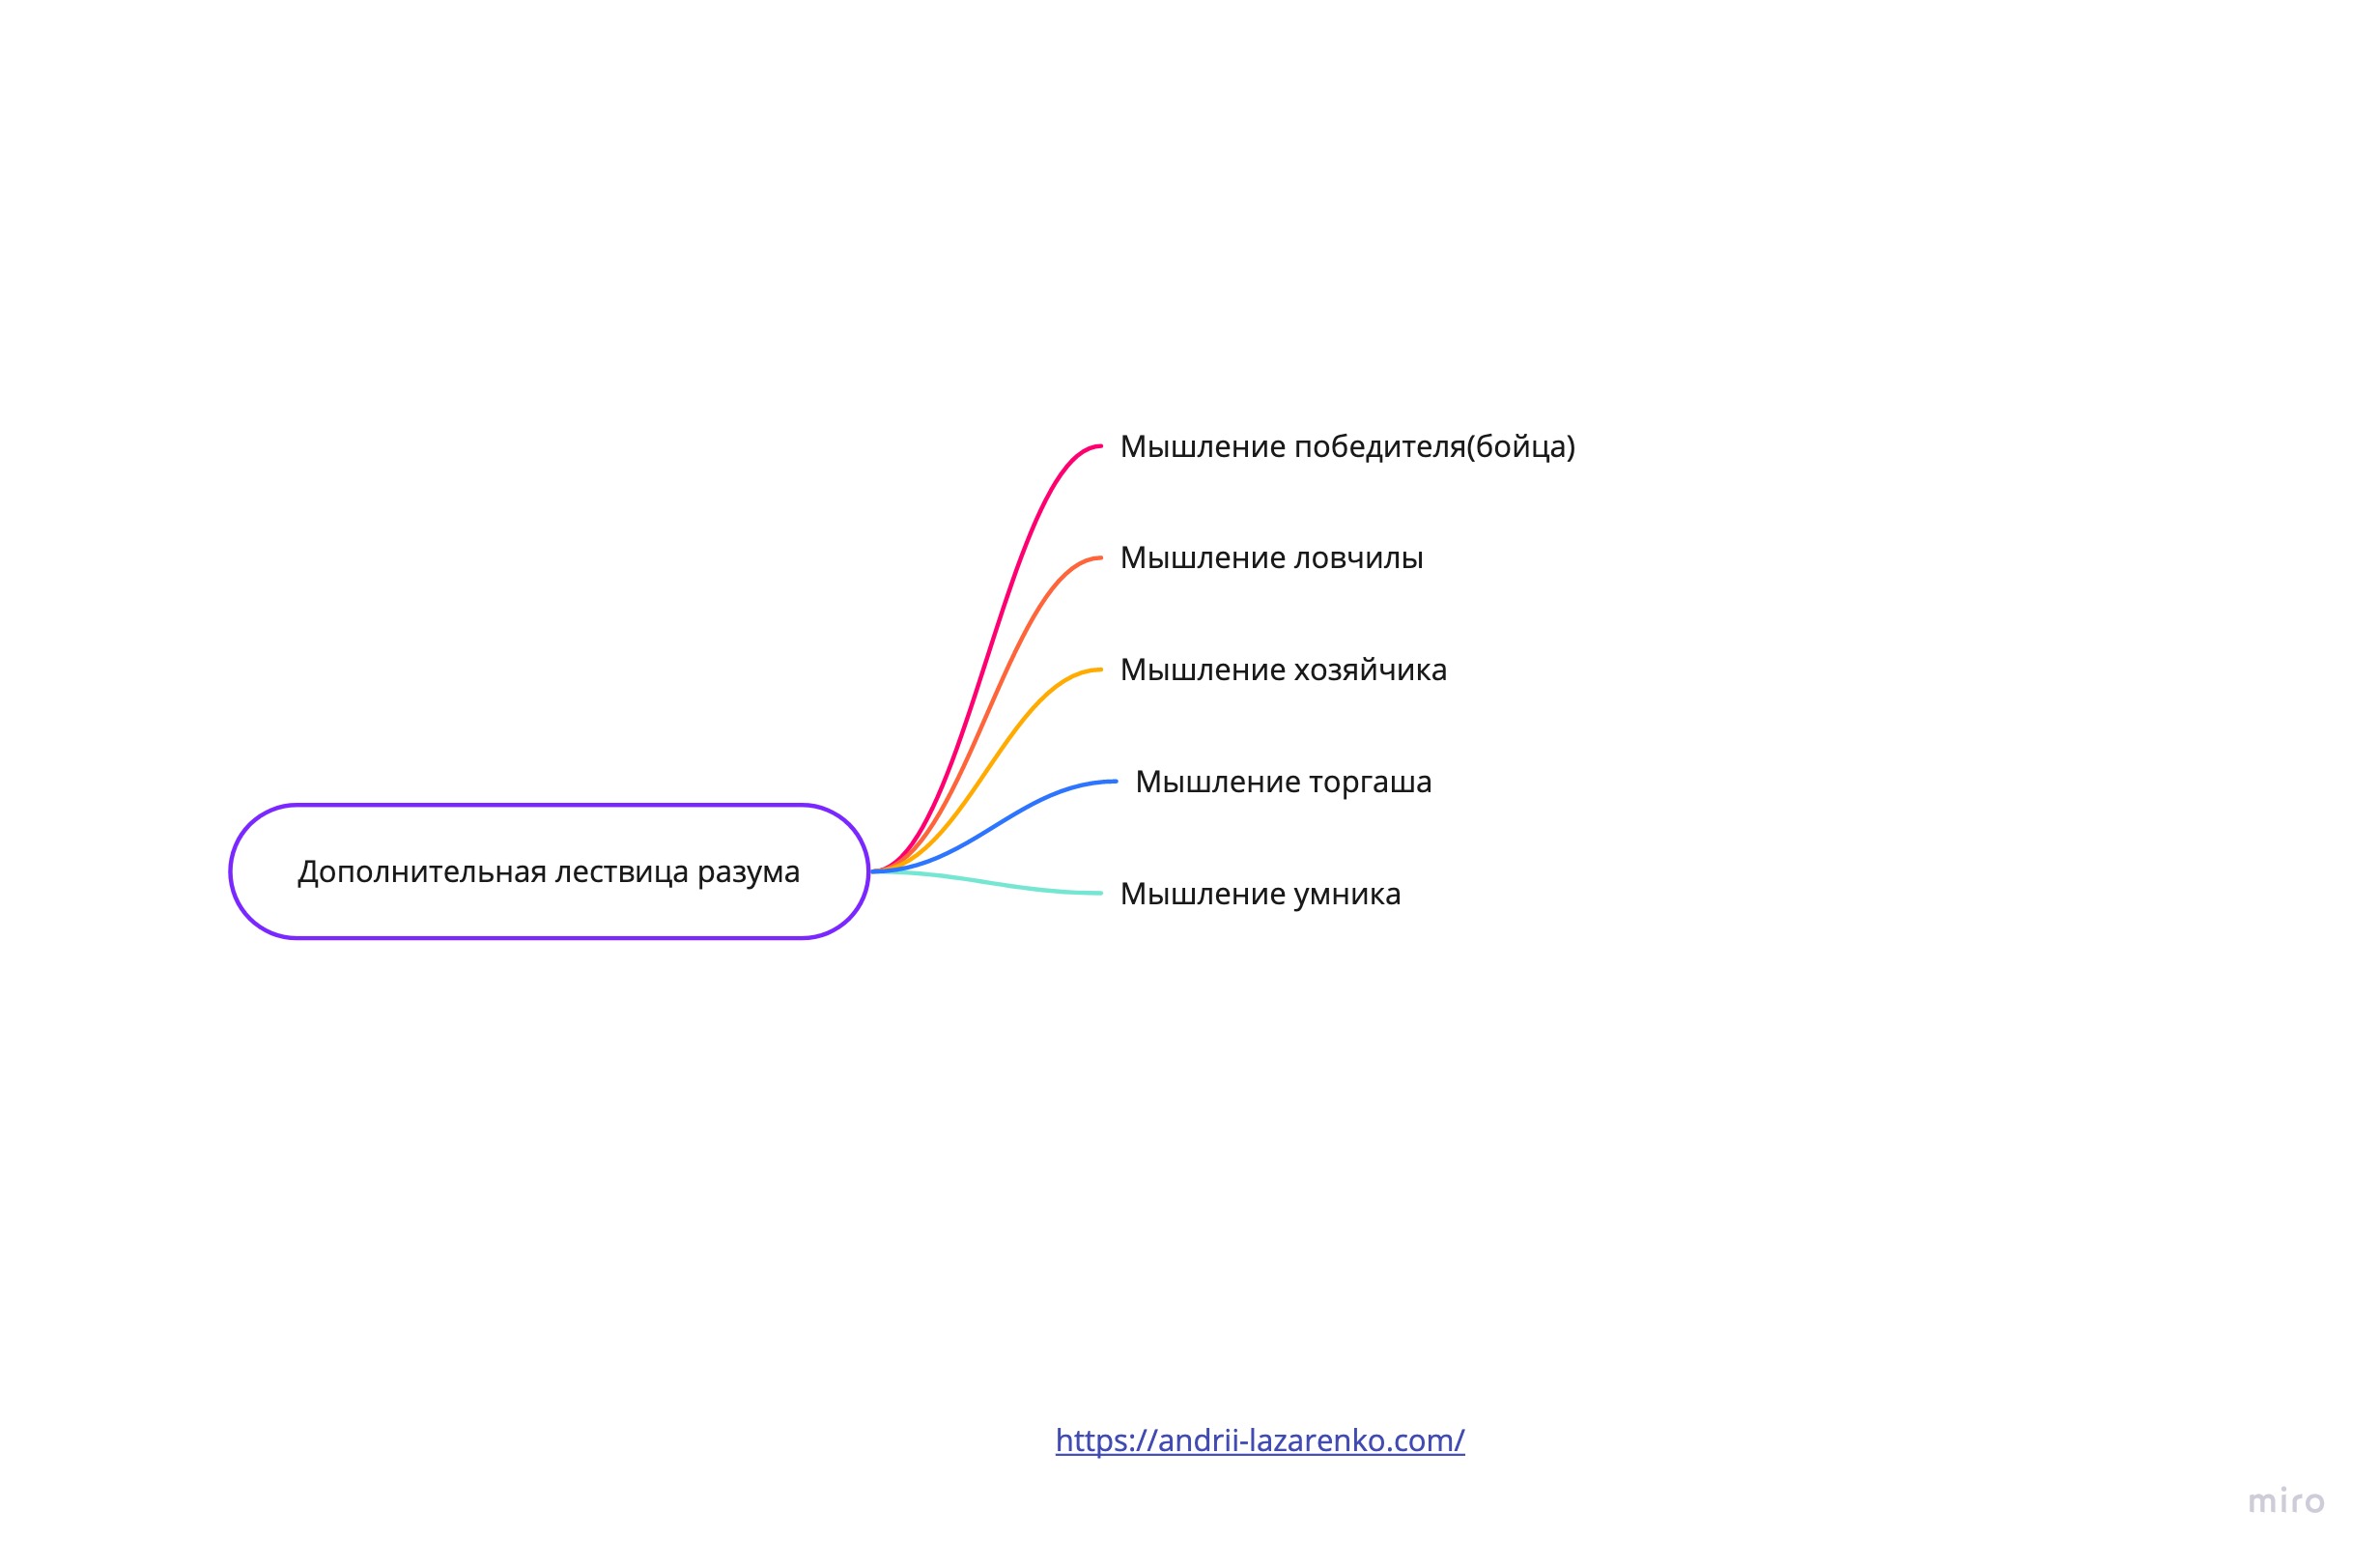 Мышление победителя(бойца)
Мышление ловчилы
Мышление хозяйчика
Мышление торгаша
Дополнительная лествица разума
Мышление умника
https://andrii-lazarenko.com/
miro